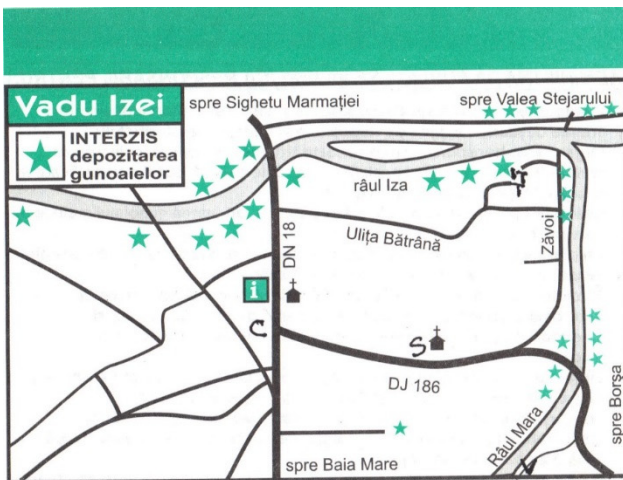 Vadu Izei
spre Sighetu Marmației
spre Valea Stejarului
INTERZIS
depozitarea
gunoaielor
râul Iza
Ulița Bătrână
DN 18
Zăvoi
i
C
S
DJ 186
Râul Mara
spre Borșa
spre Baia Mare